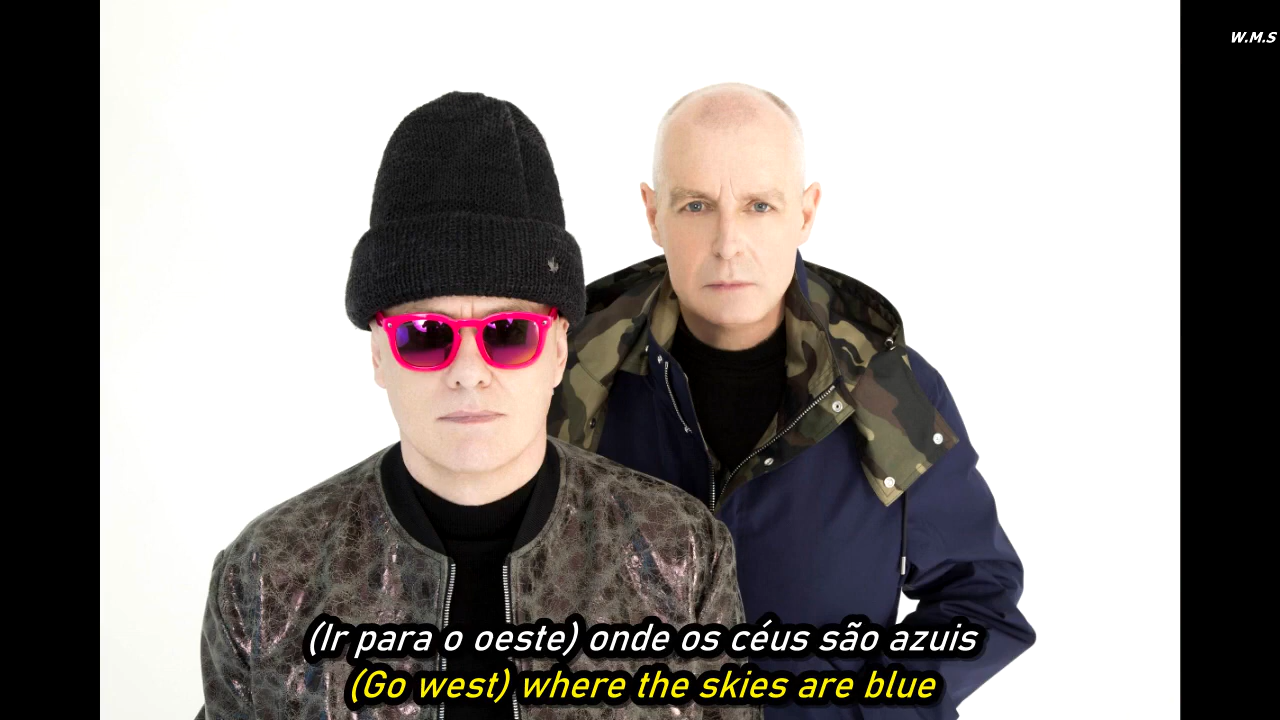 W.M.S
(Ir para o oeste) onde os céus são azuis
(Go west) where the skies are blue